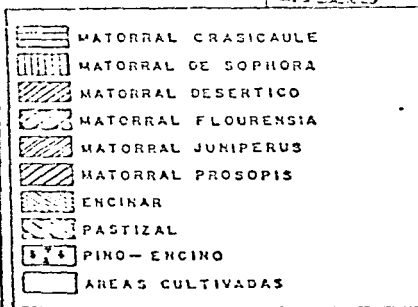 MATORRAL CRASICAULE
MATORRAL DE SOPHORA
MATORRAL DESERTICO
MATORRAL FLOURENSIA
MATORRAL JUNIPERUS
MATORRAL PROSOPIS
ENCINAR
PASTIZAL
PINO-ENCINO
AREAS CULTIVADAS